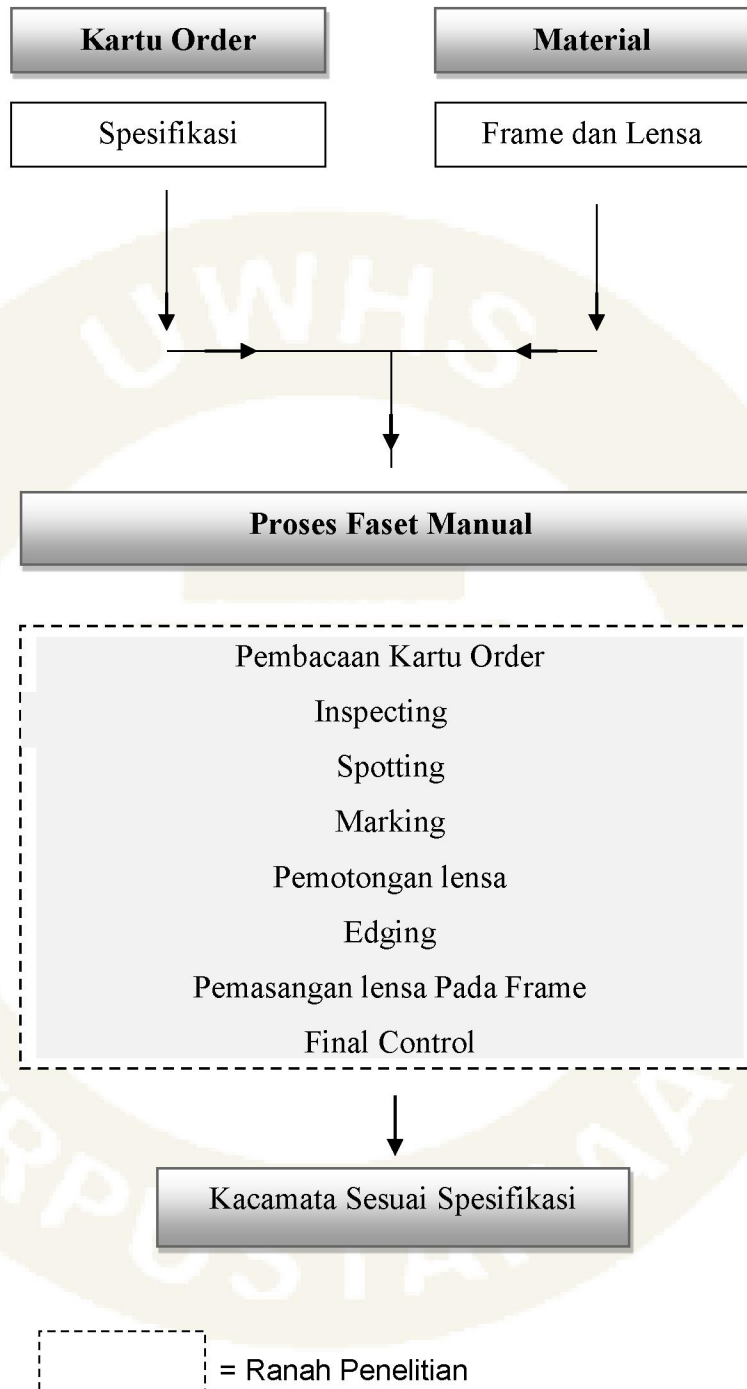 Kartu Order
Material
Spesifikasi
Frame dan Lensa
UWHS
Proses Faset Manual
Pembacaan Kartu Order
Inspecting
Spotting
Marking
Pemotongan lensa
Edging
Pemasangan lensa Pada Frame
Final Control
Kacamata Sesuai Spesifikasi
= Ranah Penelitian